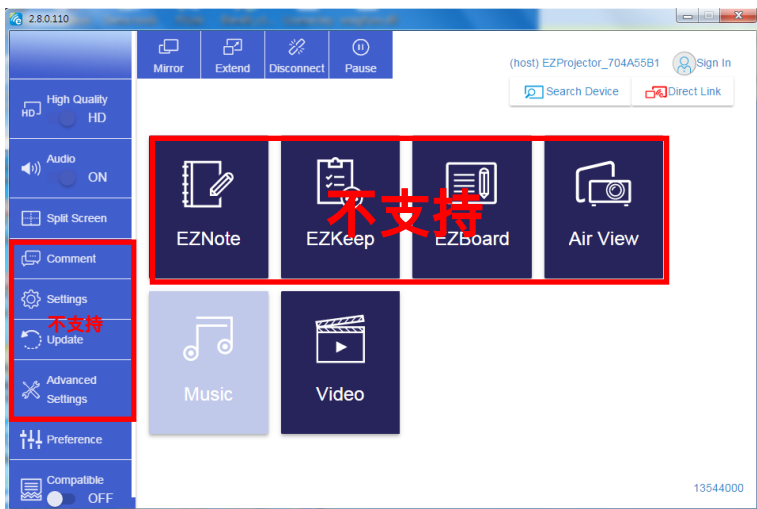 2.8.0.110
Mirror
Extend
Disconnect
Pause
(host) EZProjector_704A55B1
Sign In
Search Device
Direct Link
High Quality
HD
HD
Audio
ON
Split Screen
Comment
Settings
不支持
Update
Advanced
Settings
Preference
Compatible
OFF
EZNote
EZKeep
EZBoard
Air View
不支持
Music
Video
13544000